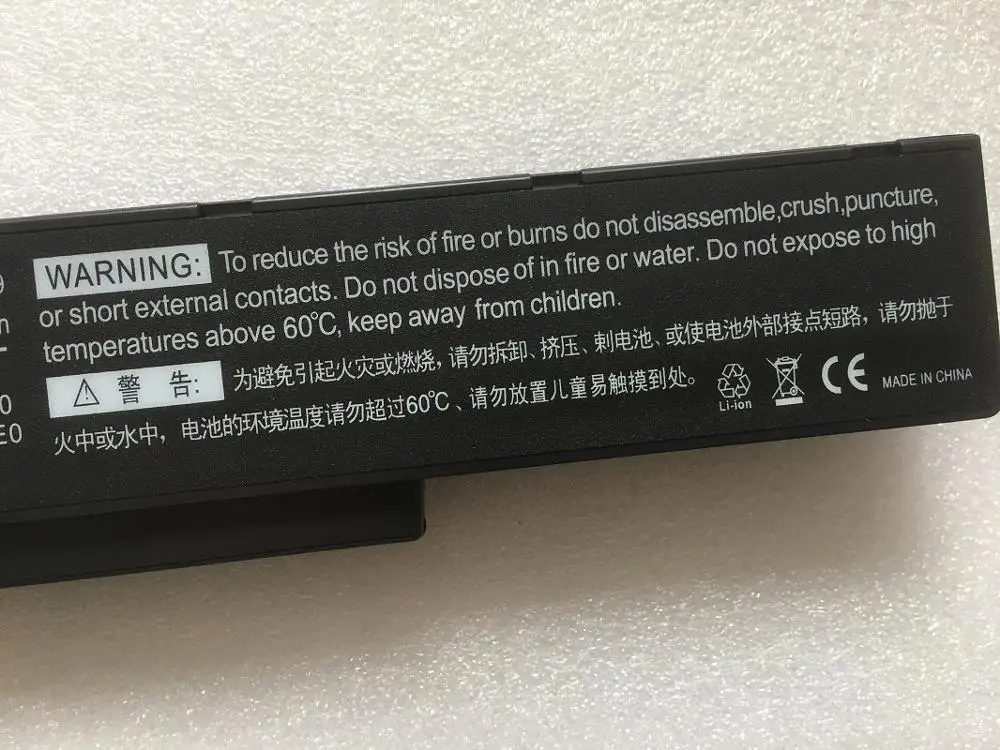 9
WARNING: To reduce the risk of fire or burns do not disassemble,crush,puncture,
or short external contacts. Do not dispose of in fire or water. Do not expose to high
temperatures above 60℃, keep away from children.
警 告: 为避免引起火灾或燃烧，请勿拆卸、挤压、刺电池、或使电池外部接点短路，请勿抛于
火中或水中，电池的环境温度请勿超过60℃、请勿放置儿童易触摸到处。
0
E0
Li-ion
CE
MADE IN CHINA